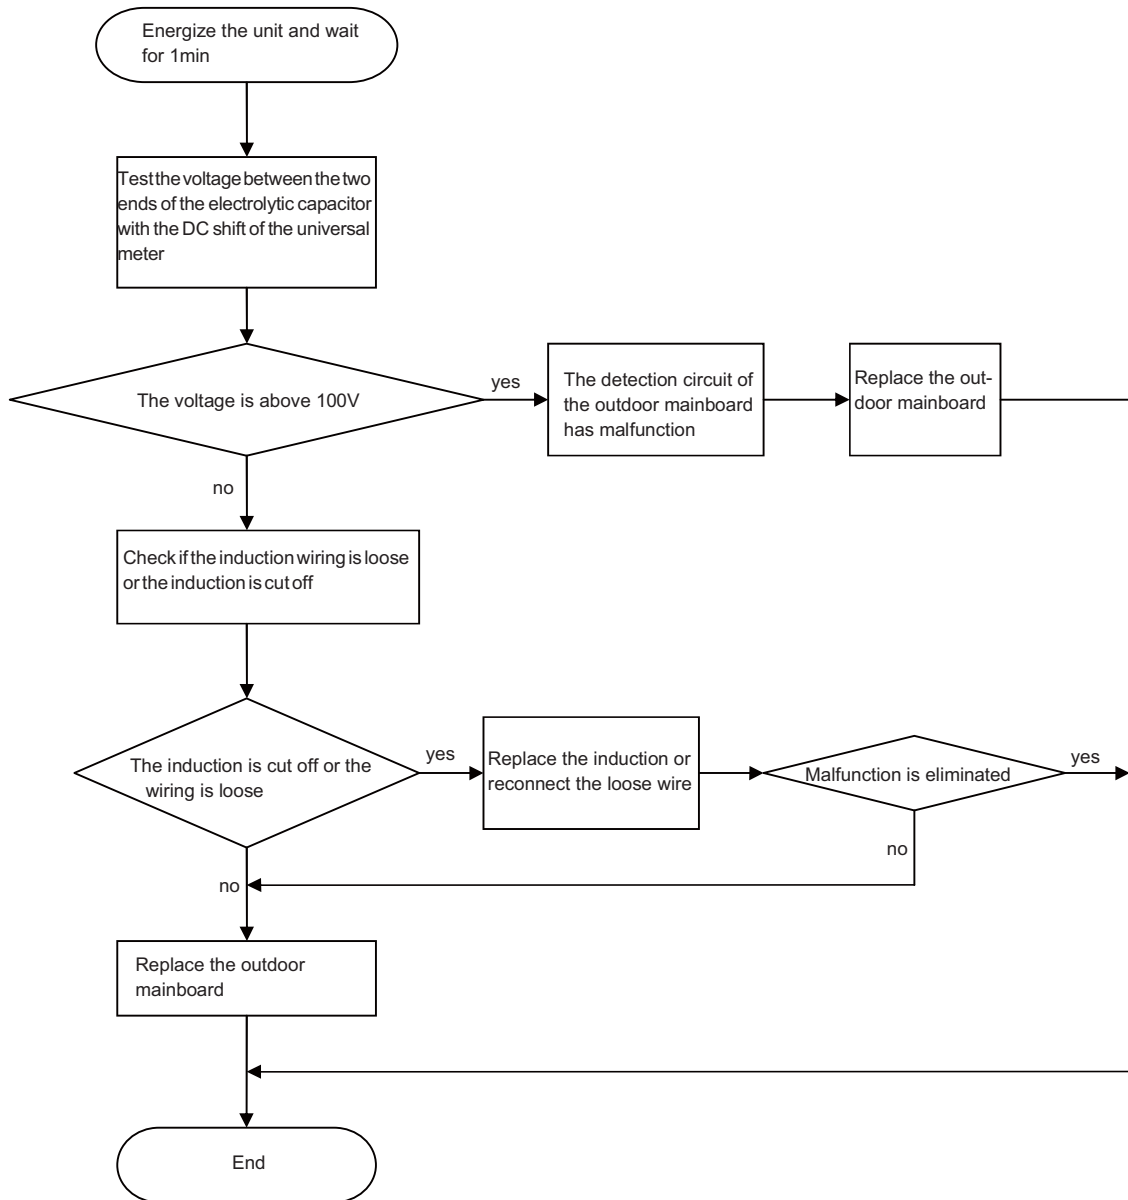 Energize the unit and wait
for 1min
Test the voltage between the two
ends of the electrolytic capacitor
with the DC shift of the universal
meter
The voltage is above 100V
yes
The detection circuit of
the outdoor mainboard
has malfunction
Replace the out-
door mainboard
no
Check if the induction wiring is loose
or the induction is cut off
The induction is cut off or the
wiring is loose
yes
Replace the induction or
reconnect the loose wire
Malfunction is eliminated
yes
no
no
Replace the outdoor
mainboard
End